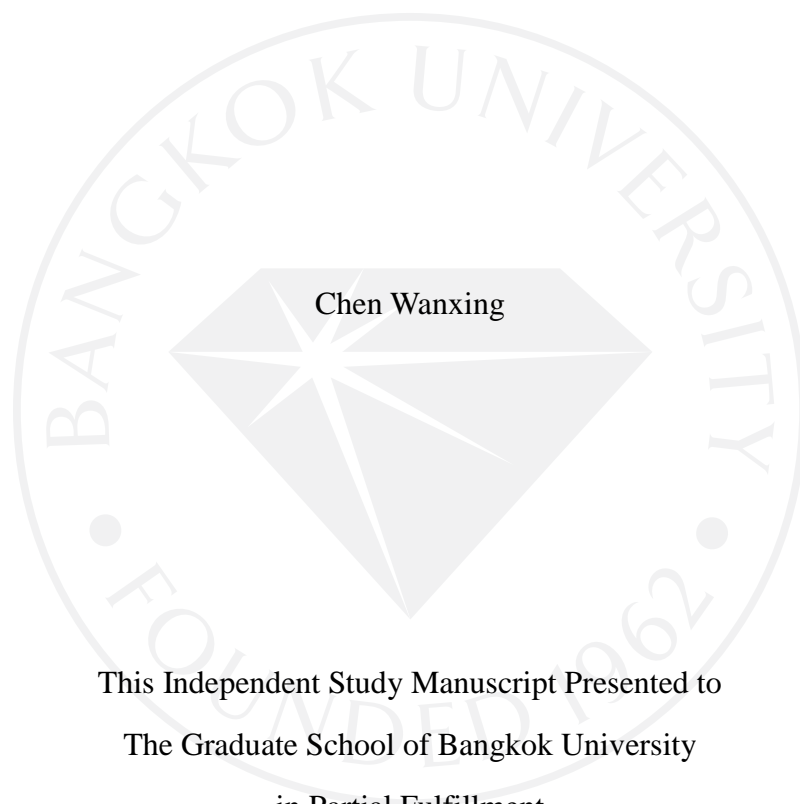 BANGKOK UNIVERSITY
Chen Wanxing
This Independent Study Manuscript Presented to
The Graduate School of Bangkok University
in Partial Fulfillment
• FOUNDED 1962 •